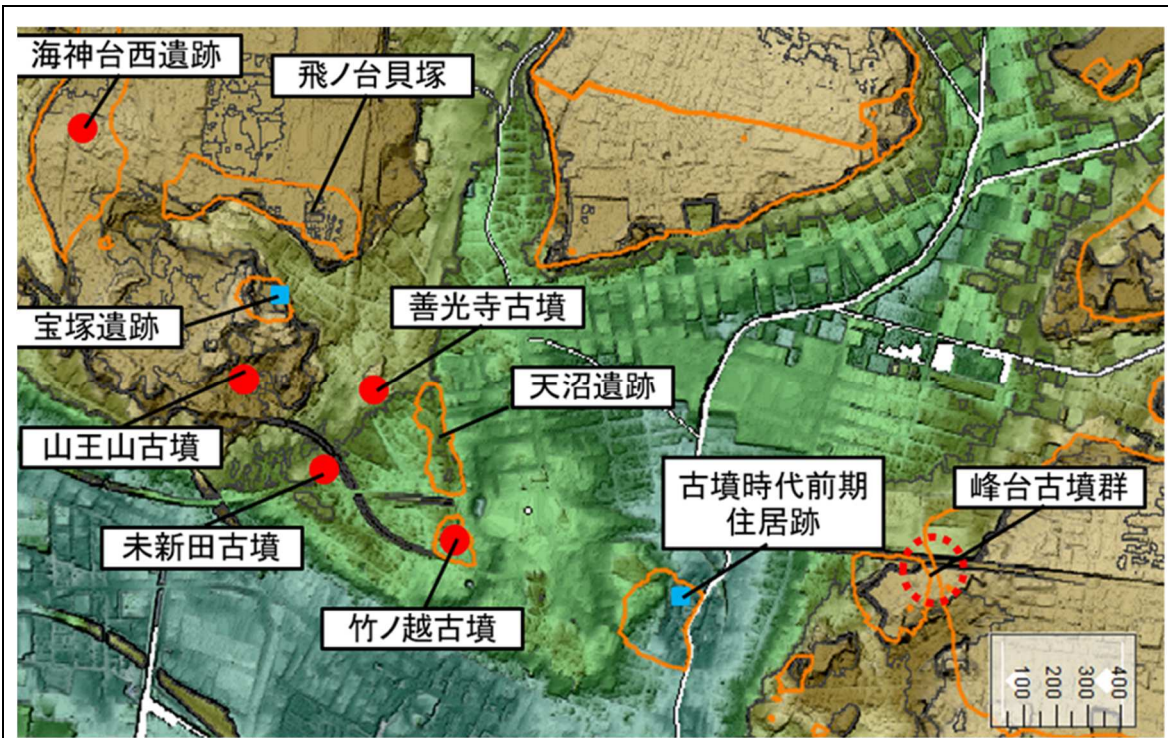 海神台西遺跡
飛ノ台貝塚
宝塚遺跡
善光寺古墳
天沼遺跡
山王山古墳
古墳時代前期
住居跡
峰台古墳群
未新田古墳
竹ノ越古墳
100
200
300
400